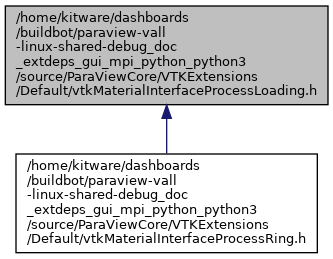 /home/kitware/dashboards
/buildbot/paraview-vall
-linux-shared-debug_doc
_extdeps_gui_mpi_python_python3
/source/ParaViewCore/VTKExtensions
/Default/vtkMaterialInterfaceProcessLoading.h
/home/kitware/dashboards
/buildbot/paraview-vall
-linux-shared-debug_doc
_extdeps_gui_mpi_python_python3
/source/ParaViewCore/VTKExtensions
/Default/vtkMaterialInterfaceProcessRing.h